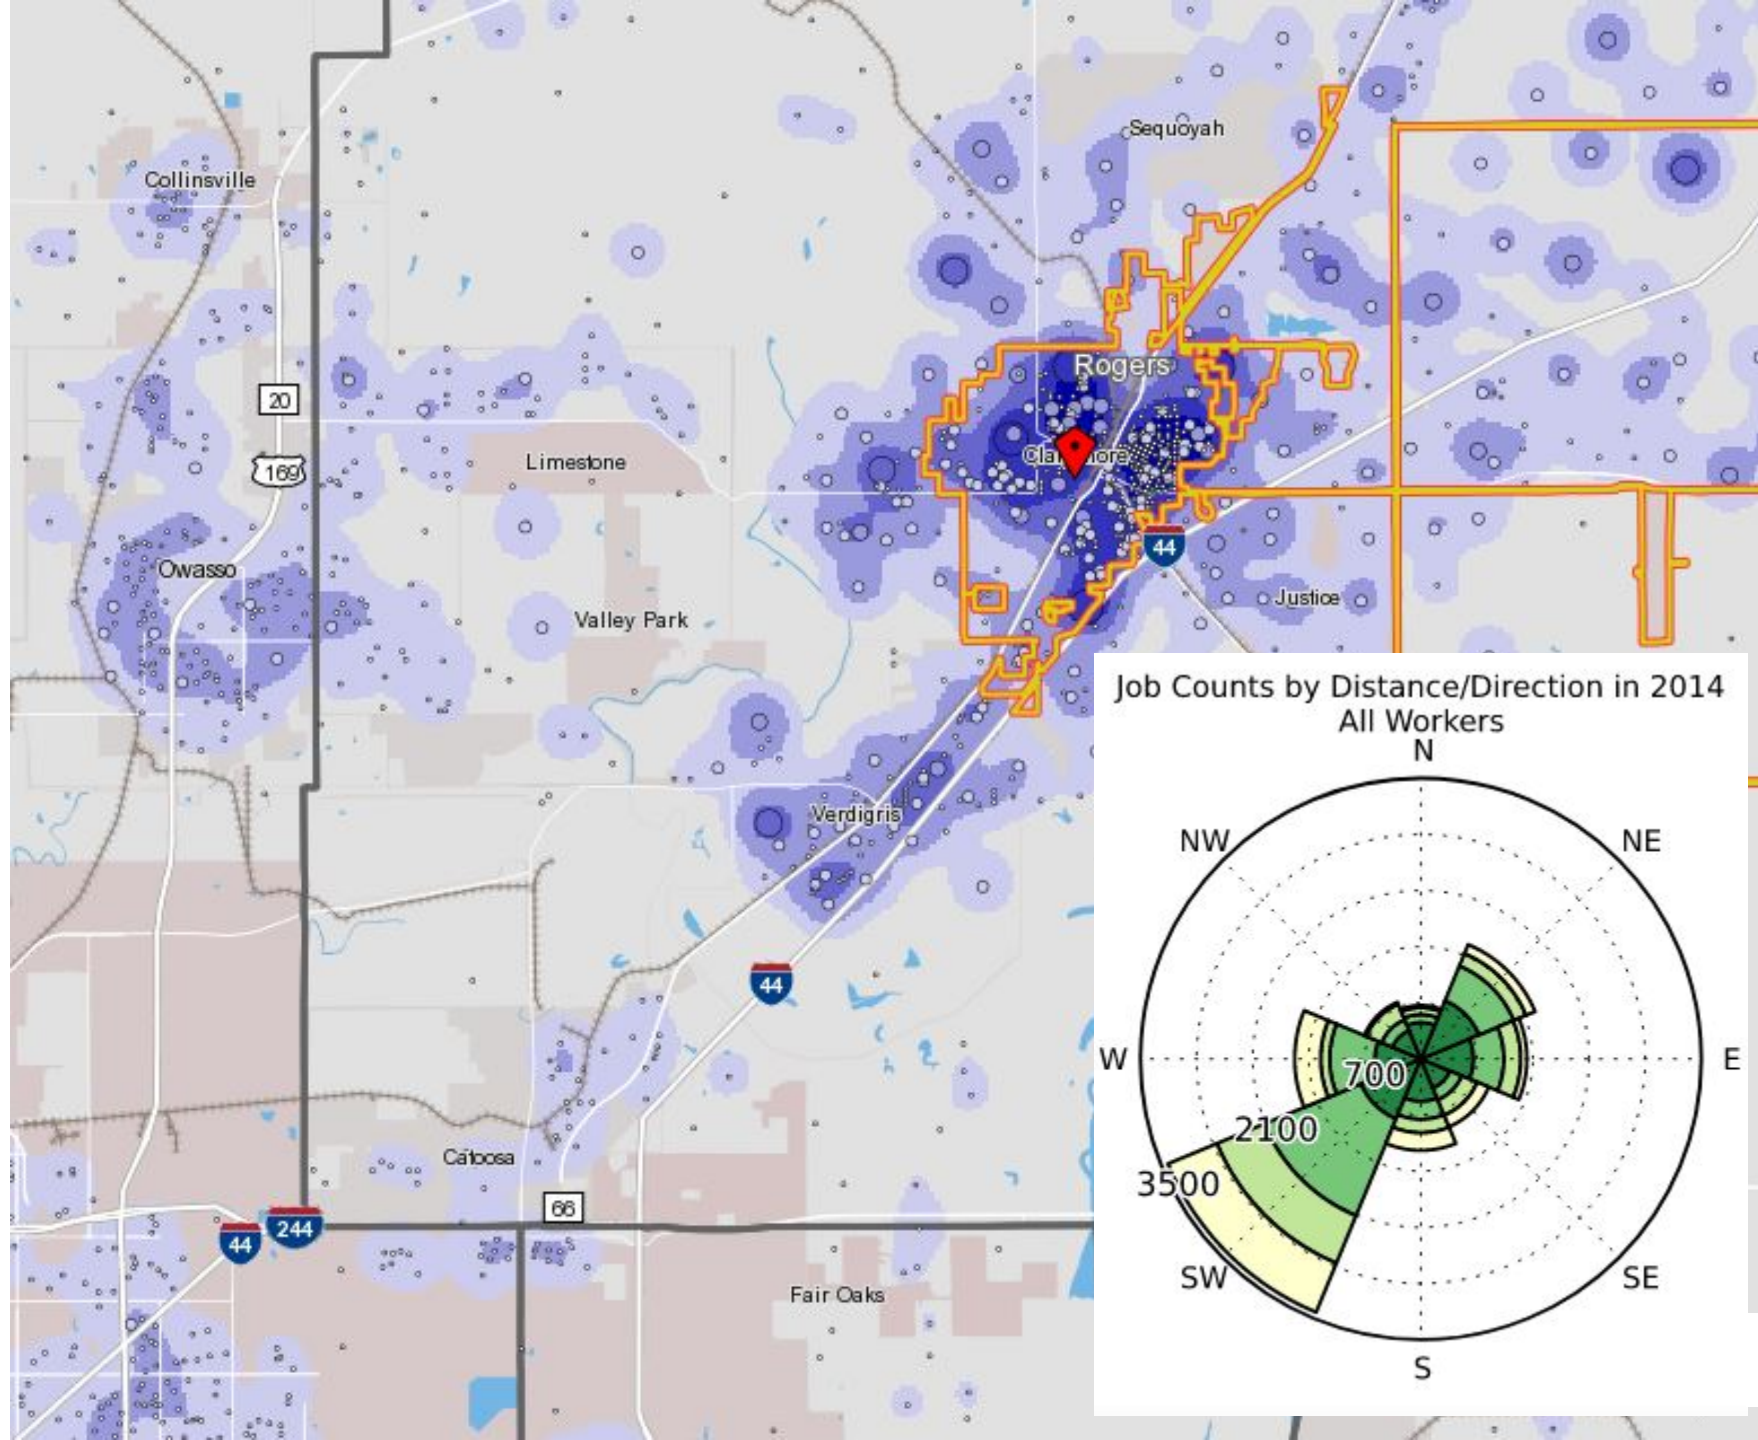 Sequoyah
Collinsville
Rogers
20
Claremore
Limestone
169
44
Owasso
Justice
Valley Park
Verdigris
44
Catoosa
66
44
244
Fair Oaks
Job Counts by Distance/Direction in 2014
All Workers
N
NW
NE
W
E
700
2100
3500
SW
SE
S